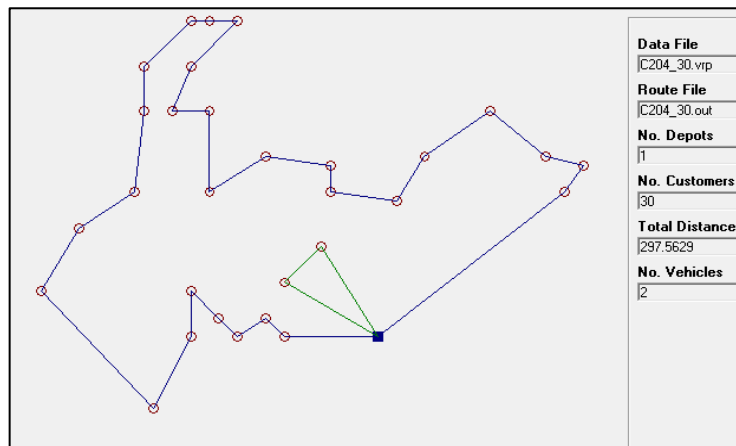 Data File
C204_30.vrp
Route File
C204_30.out
No. Depots
1
No. Customers
30
Total Distance
297.5629
No. Vehicles
2